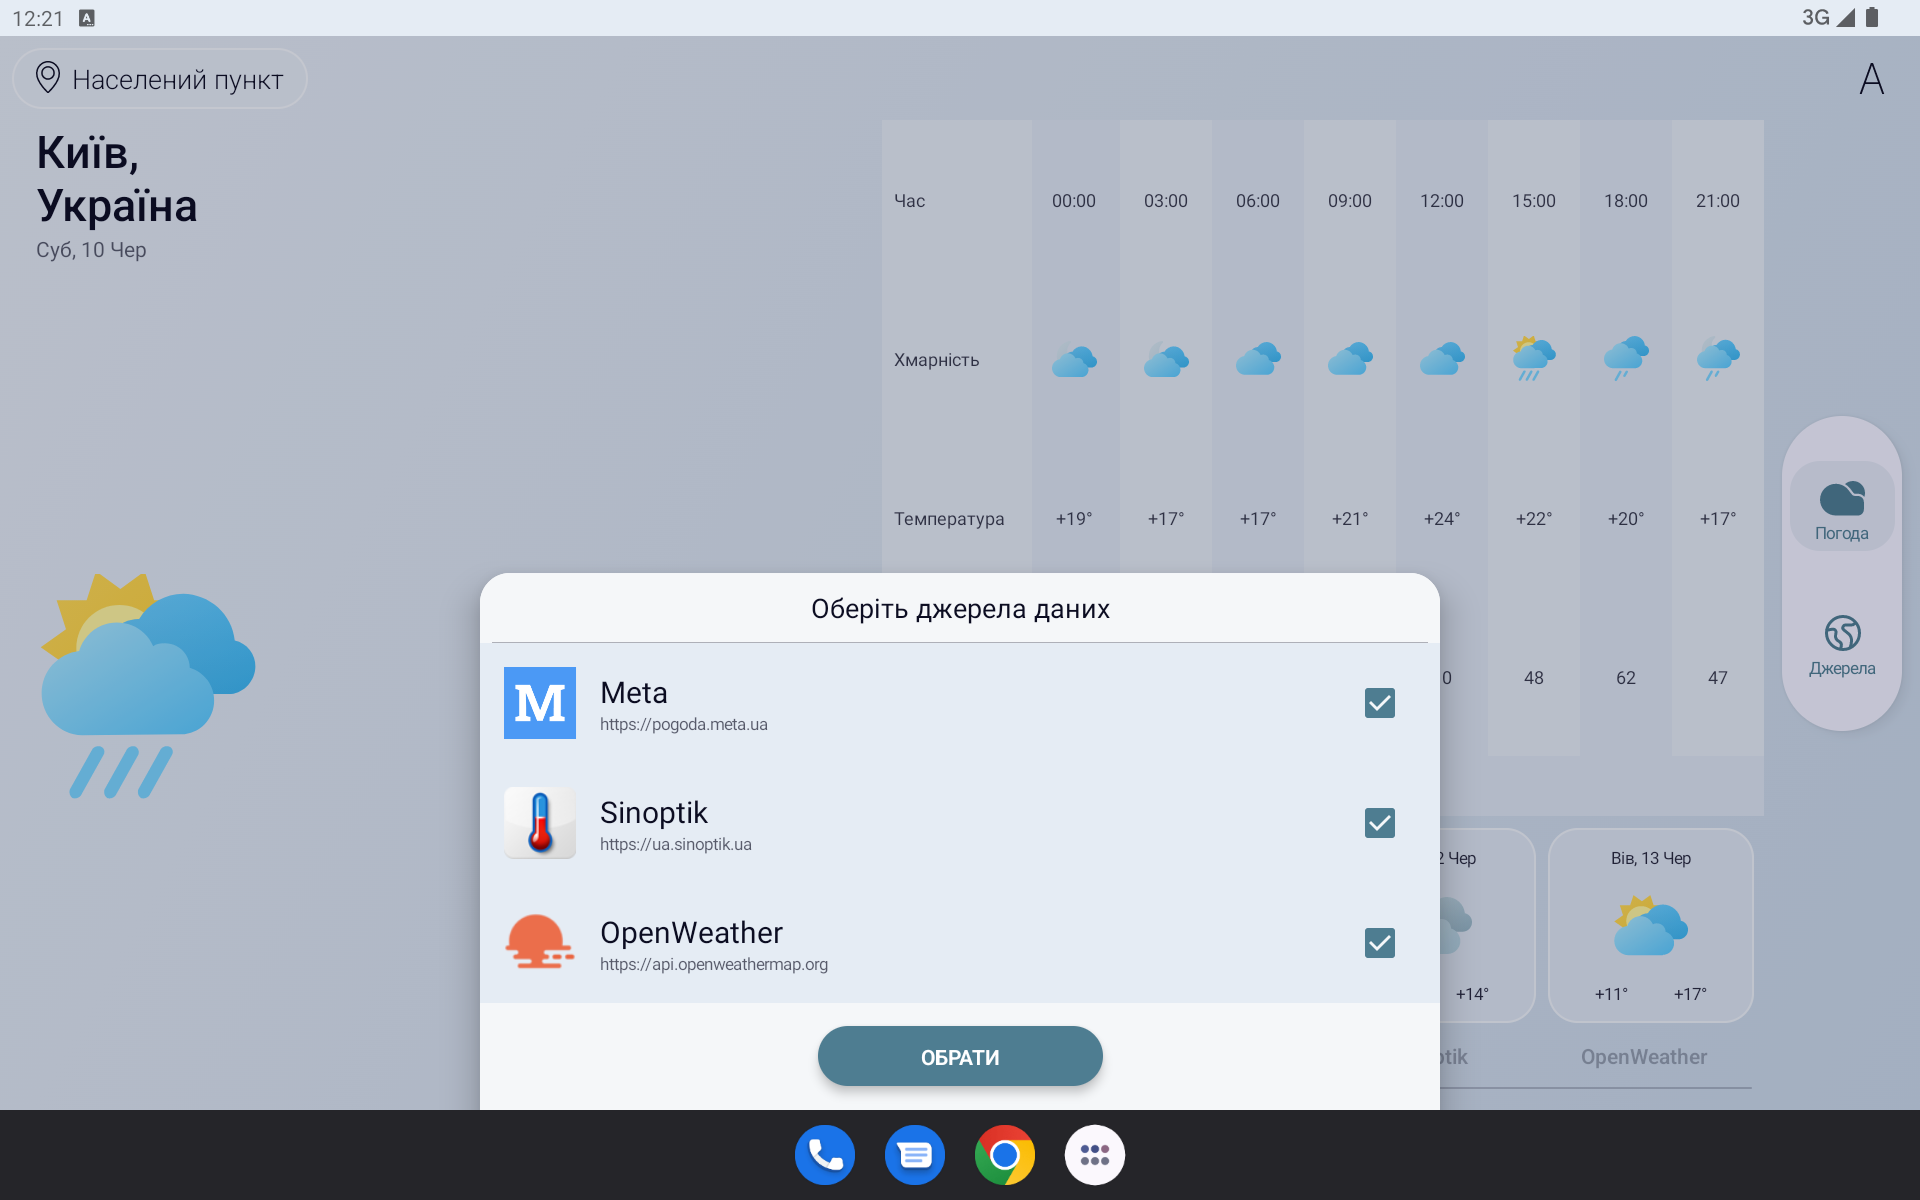 12:21
A
3G
Населений пункт
A
Київ,
Україна
Суб, 10 Чер
Час 00:00 03:00 06:00 09:00 12:00 15:00 18:00 21:00
Хмарність
Температура +19° +17° +17° +21° +24° +22° +20° +17°
0 48 62 47
Погода
Джерела
Оберіть джерела даних
M
Meta
https://pogoda.meta.ua
Sinoptik
https://ua.sinoptik.ua
OpenWeather
https://api.openweathermap.org
ОБРАТИ
2 Чер
+14°
Вів, 13 Чер
+11° +17°
ptik
OpenWeather